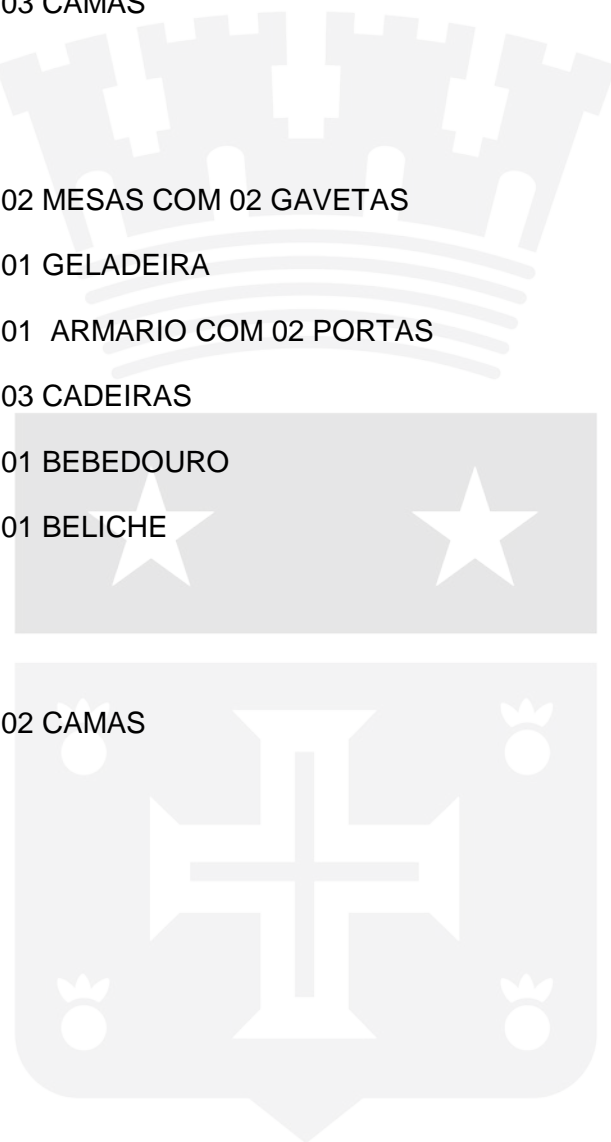 03 CAMAS
02 MESAS COM 02 GAVETAS
01 GELADEIRA
01 ARMARIO COM 02 PORTAS
03 CADEIRAS
01 BEBEDOURO
01 BELICHE
02 CAMAS